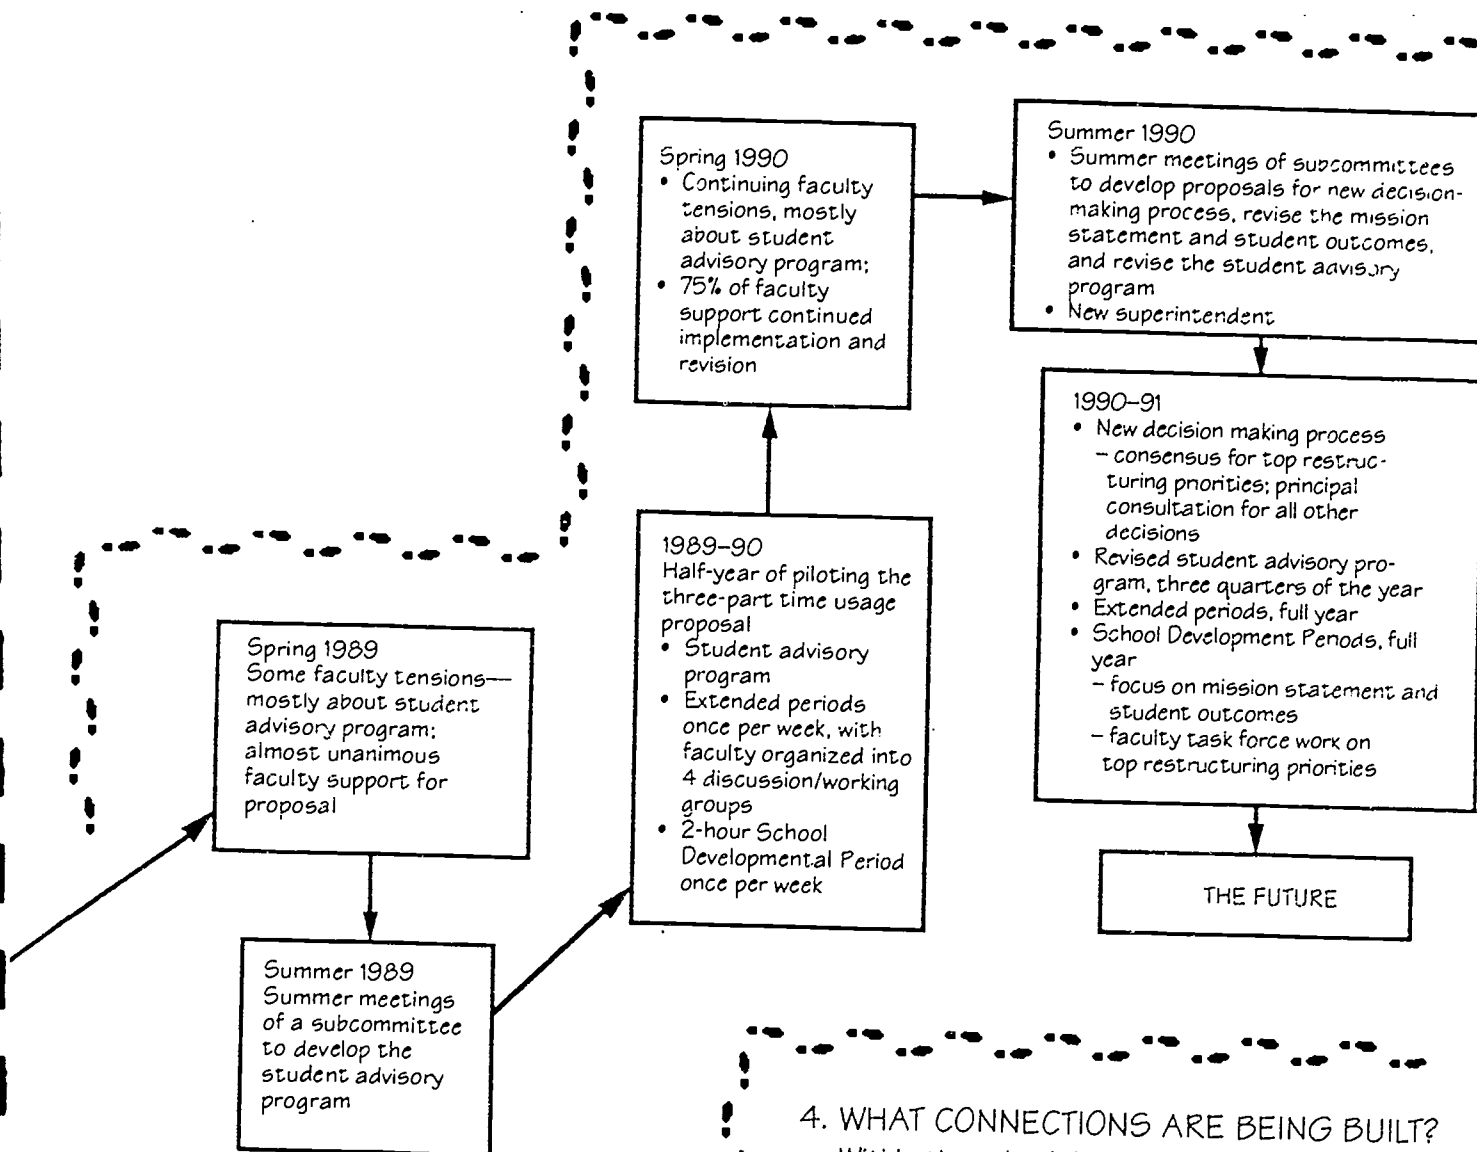 Spring 1989
Some faculty tensions—
mostly about student
advisory program;
almost unanimous
faculty support for
proposal
Summer 1989
Summer meetings
of a subcommittee
to develop the
student advisory
program
1989–90
Half-year of piloting the
three-part time usage
proposal
• Student advisory
program
• Extended periods
once per week, with
faculty organized into
4 discussion/working
groups
• 2-hour School
Developmental Period
once per week
Spring 1990
• Continuing faculty
tensions, mostly
about student
advisory program;
• 75% of faculty
support continued
implementation and
revision
Summer 1990
• Summer meetings of subcommittees
to develop proposals for new decision-
making process, revise the mission
statement and student outcomes,
and revise the student advisory
program
• New superintendent
1990–91
• New decision making process
– consensus for top restruc-
turing priorities; principal
consultation for all other
decisions
• Revised student advisory pro-
gram, three quarters of the year
• Extended periods, full year
• School Development Periods, full
year
– focus on mission statement and
student outcomes
– faculty task force work on
top restructuring priorities
THE FUTURE
4. WHAT CONNECTIONS ARE BEING BUILT?